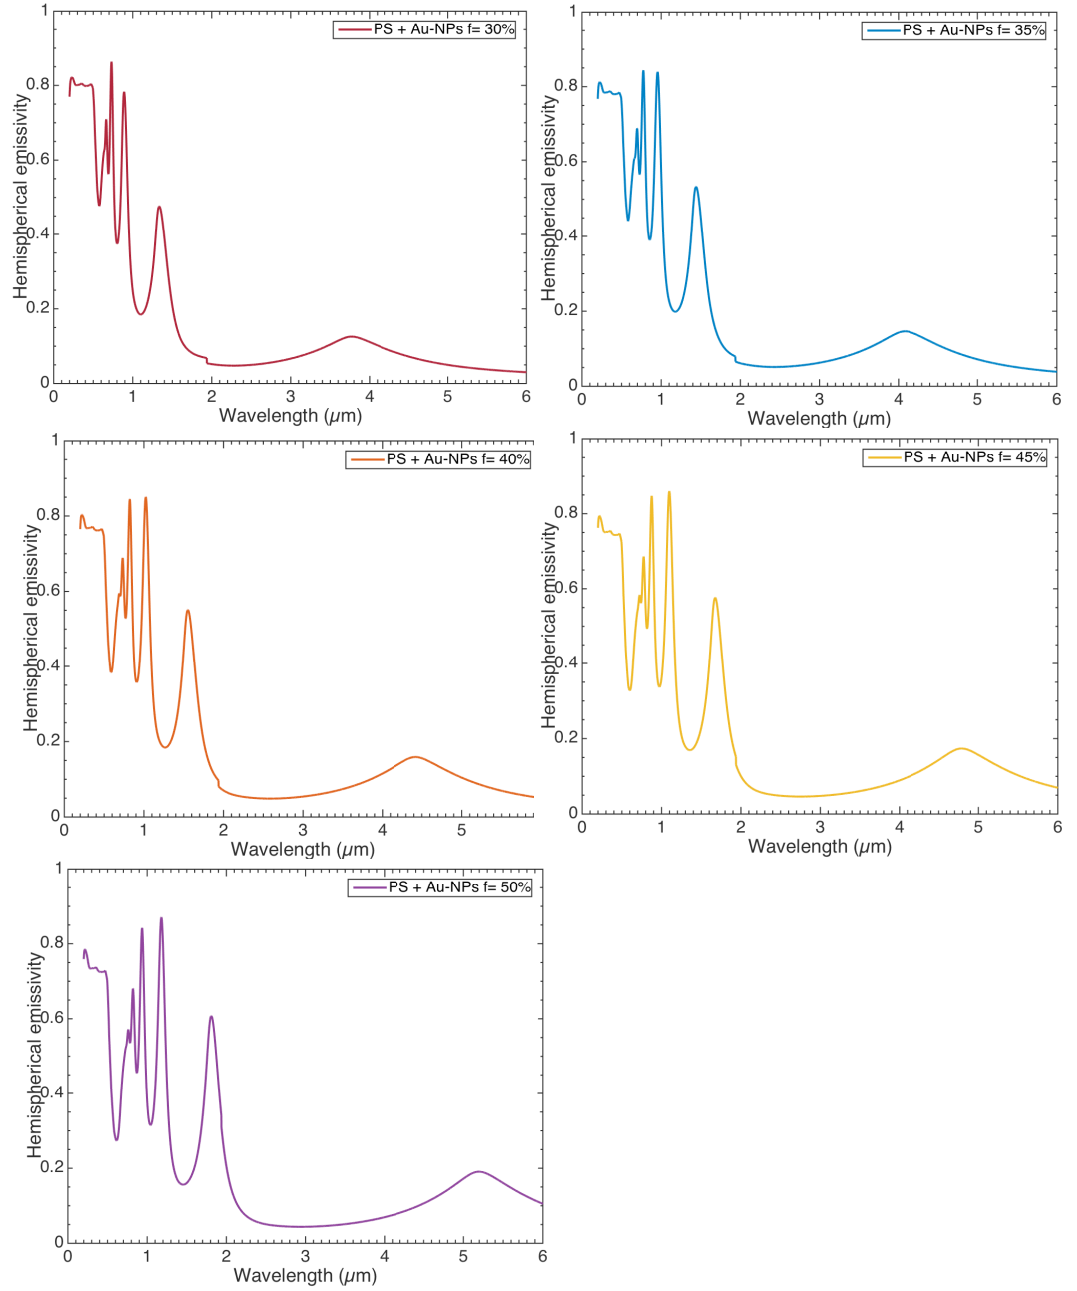 1
PS + Au-NPs f= 30%
0.8
0.6
0.4
0.2
0
Hemispherical emissivity
0 1 2 3 4 5 6
Wavelength (µm)
1
PS + Au-NPs f= 35%
0.8
0.6
0.4
0.2
0
Hemispherical emissivity
0 1 2 3 4 5 6
Wavelength (µm)
1
PS + Au-NPs f= 40%
0.8
0.6
0.4
0.2
0
Hemispherical emissivity
0 1 2 3 4 5
Wavelength (µm)
1
PS + Au-NPs f= 45%
0.8
0.6
0.4
0.2
0
Hemispherical emissivity
0 1 2 3 4 5 6
Wavelength (µm)
1
PS + Au-NPs f= 50%
0.8
0.6
0.4
0.2
0
Hemispherical emissivity
0 1 2 3 4 5 6
Wavelength (µm)